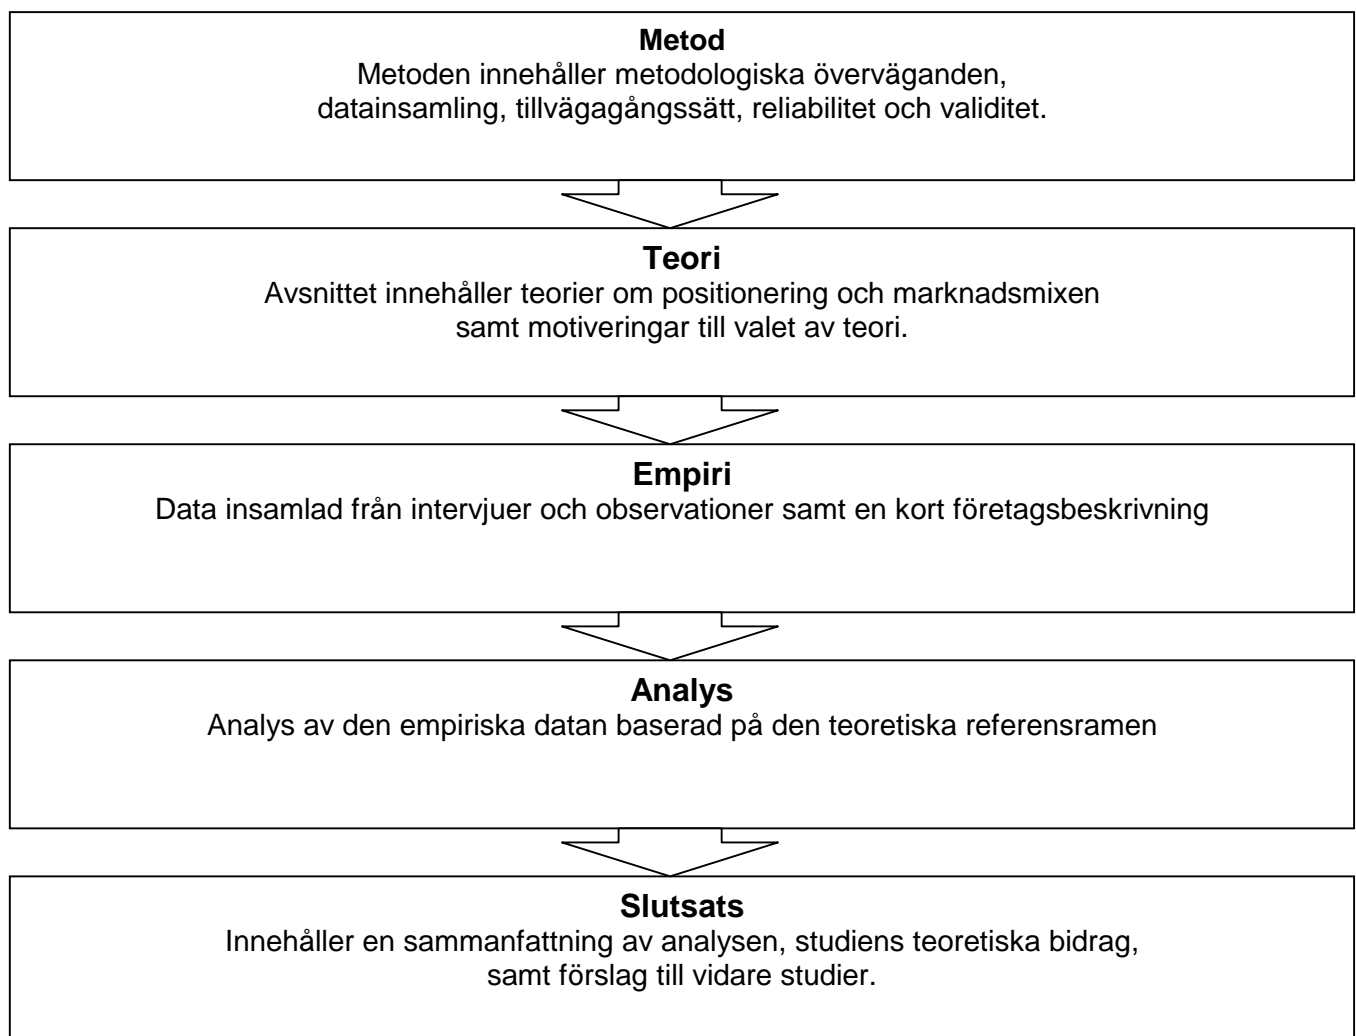 Metod
Metoden innehåller metodologiska överväganden,
datainsamling, tillvägagångssätt, reliabilitet och validitet.
Teori
Avsnittet innehåller teorier om positionering och marknadsmixen
samt motiveringar till valet av teori.
Empiri
Data insamlad från intervjuer och observationer samt en kort företagsbeskrivning
Analys
Analys av den empiriska datan baserad på den teoretiska referensramen
Slutsats
Innehåller en sammanfattning av analysen, studiens teoretiska bidrag,
samt förslag till vidare studier.